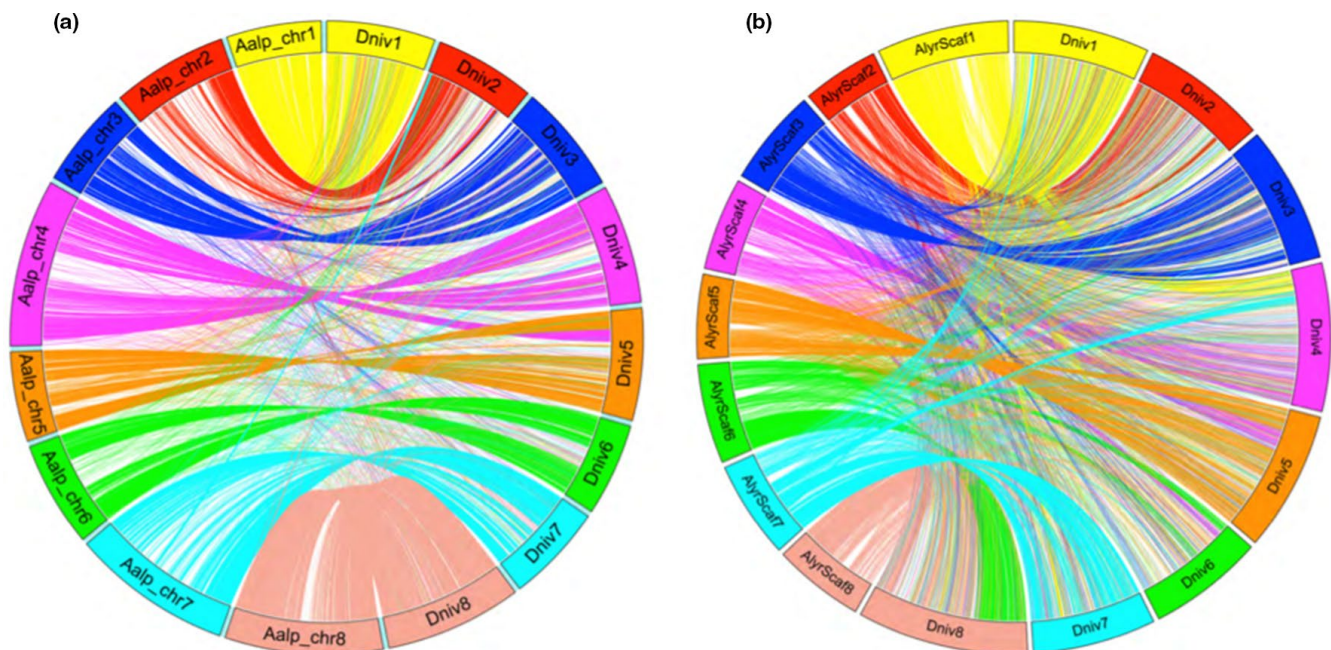 (a)
Aalp_chr1
Dniv1
Aalp_chr2
Dniv2
Aalp_chr3
Dniv3
Aalp_chr4
Dniv4
Aalp_chr5
Dniv5
Aalp_chr6
Dniv6
Aalp_chr7
Dniv7
Aalp_chr8
Dniv8
(b)
AlyrScaf1
Dniv1
AlyrScaf2
Dniv2
AlyrScaf3
Dniv3
AlyrScaf4
Dniv4
AlyrScaf5
Dniv5
AlyrScaf6
Dniv6
AlyrScaf7
Dniv7
AlyrScaf8
Dniv8